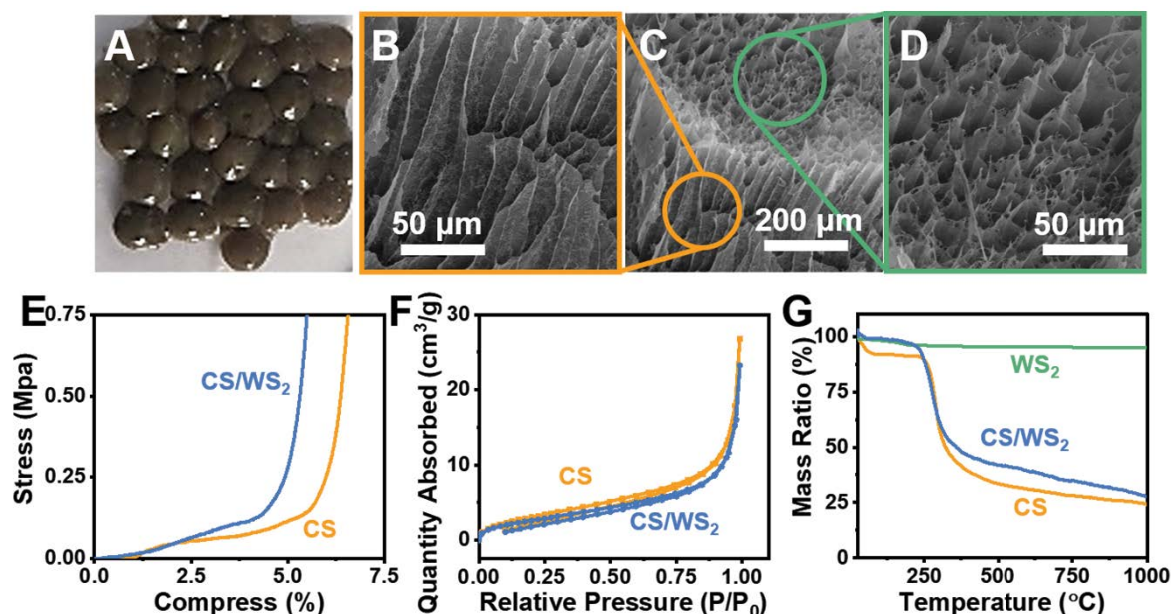 A
B
50 μm
C
200 μm
D
50 μm
E
0.75
0.50
0.25
0.00
Stress (Mpa)
CS/WS₂
CS
0.0
2.5
5.0
7.5
Compress (%)
F
30
20
10
0
Quantity Absorbed (cm³/g)
CS
CS/WS₂
0.00
0.25
0.50
0.75
1.00
Relative Pressure (P/P₀)
G
100
75
50
25
0
Mass Ratio (%)
WS₂
CS/WS₂
CS
250
500
750
1000
Temperature (°C)